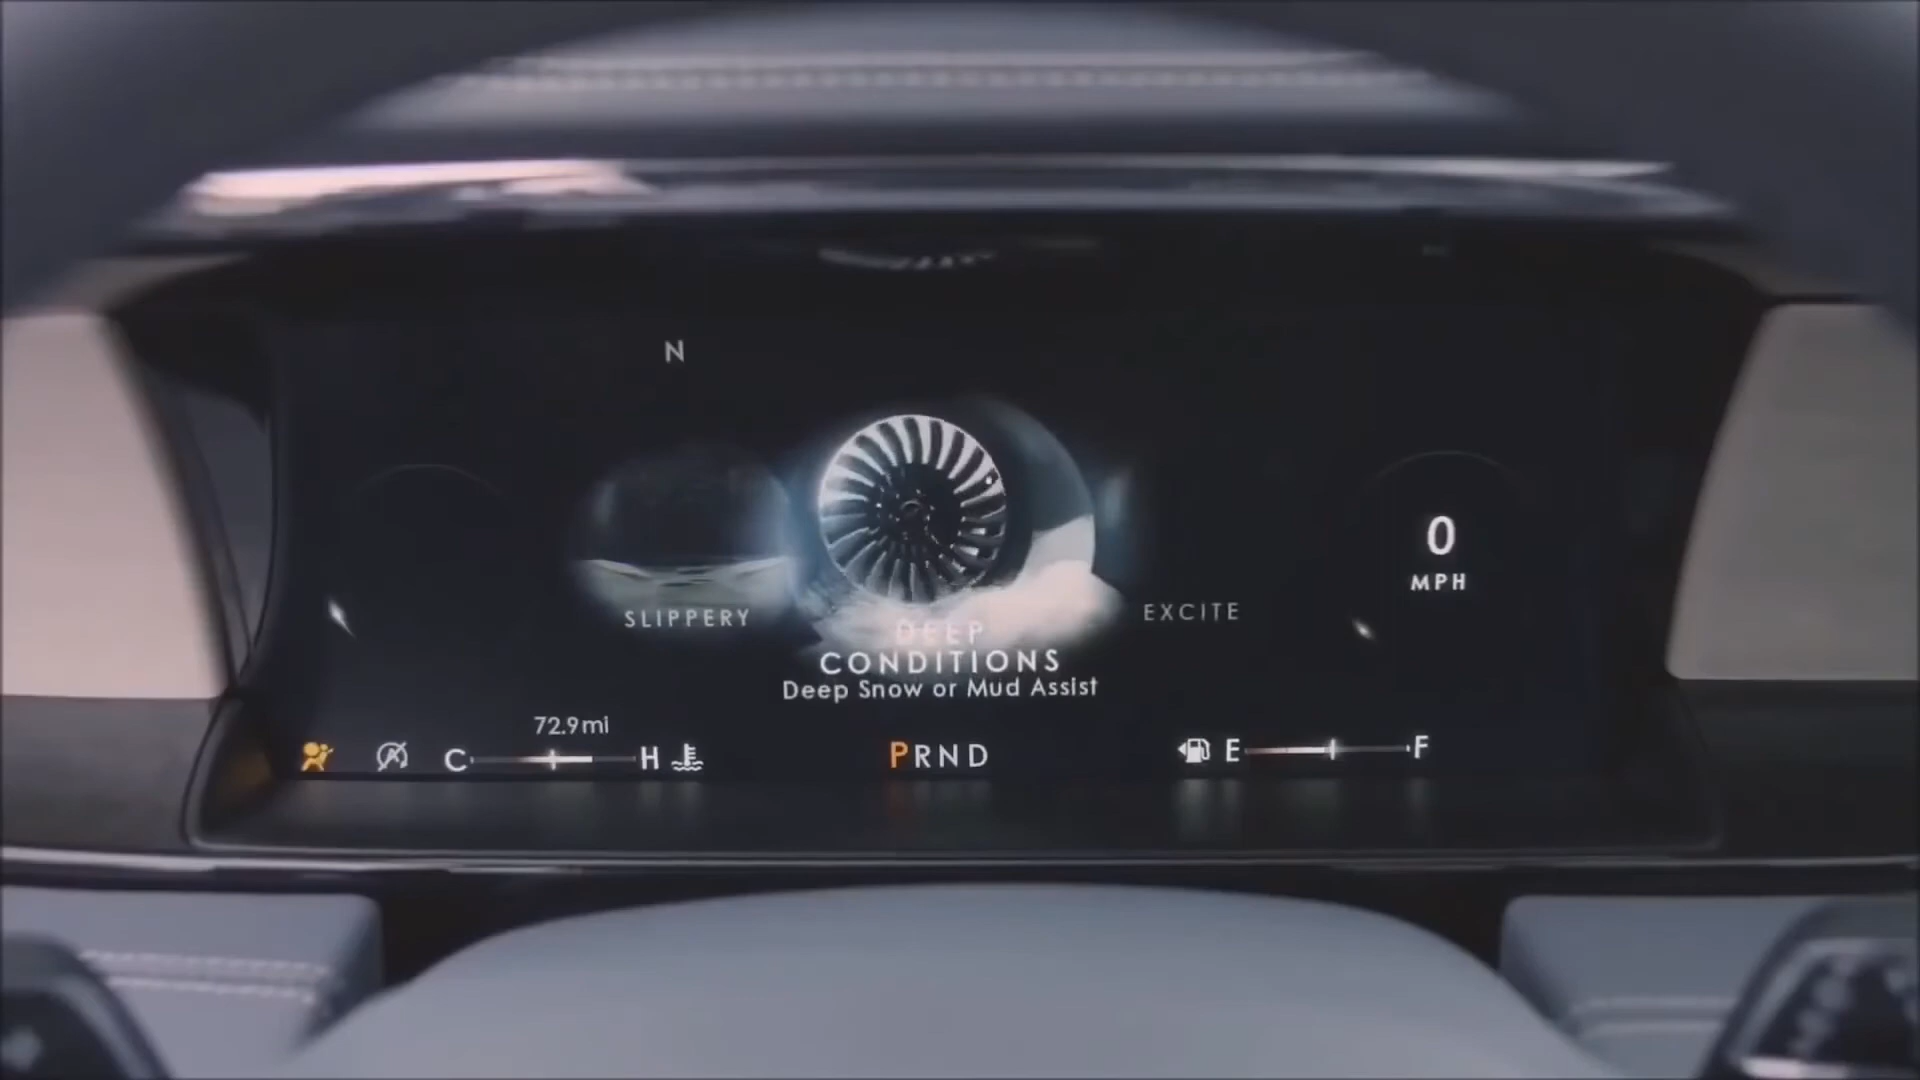 N
SLIPPERY
DEEP
CONDITIONS
Deep Snow or Mud Assist
EXCITE
0
MPH
72.9mi
C H
PRND
E F